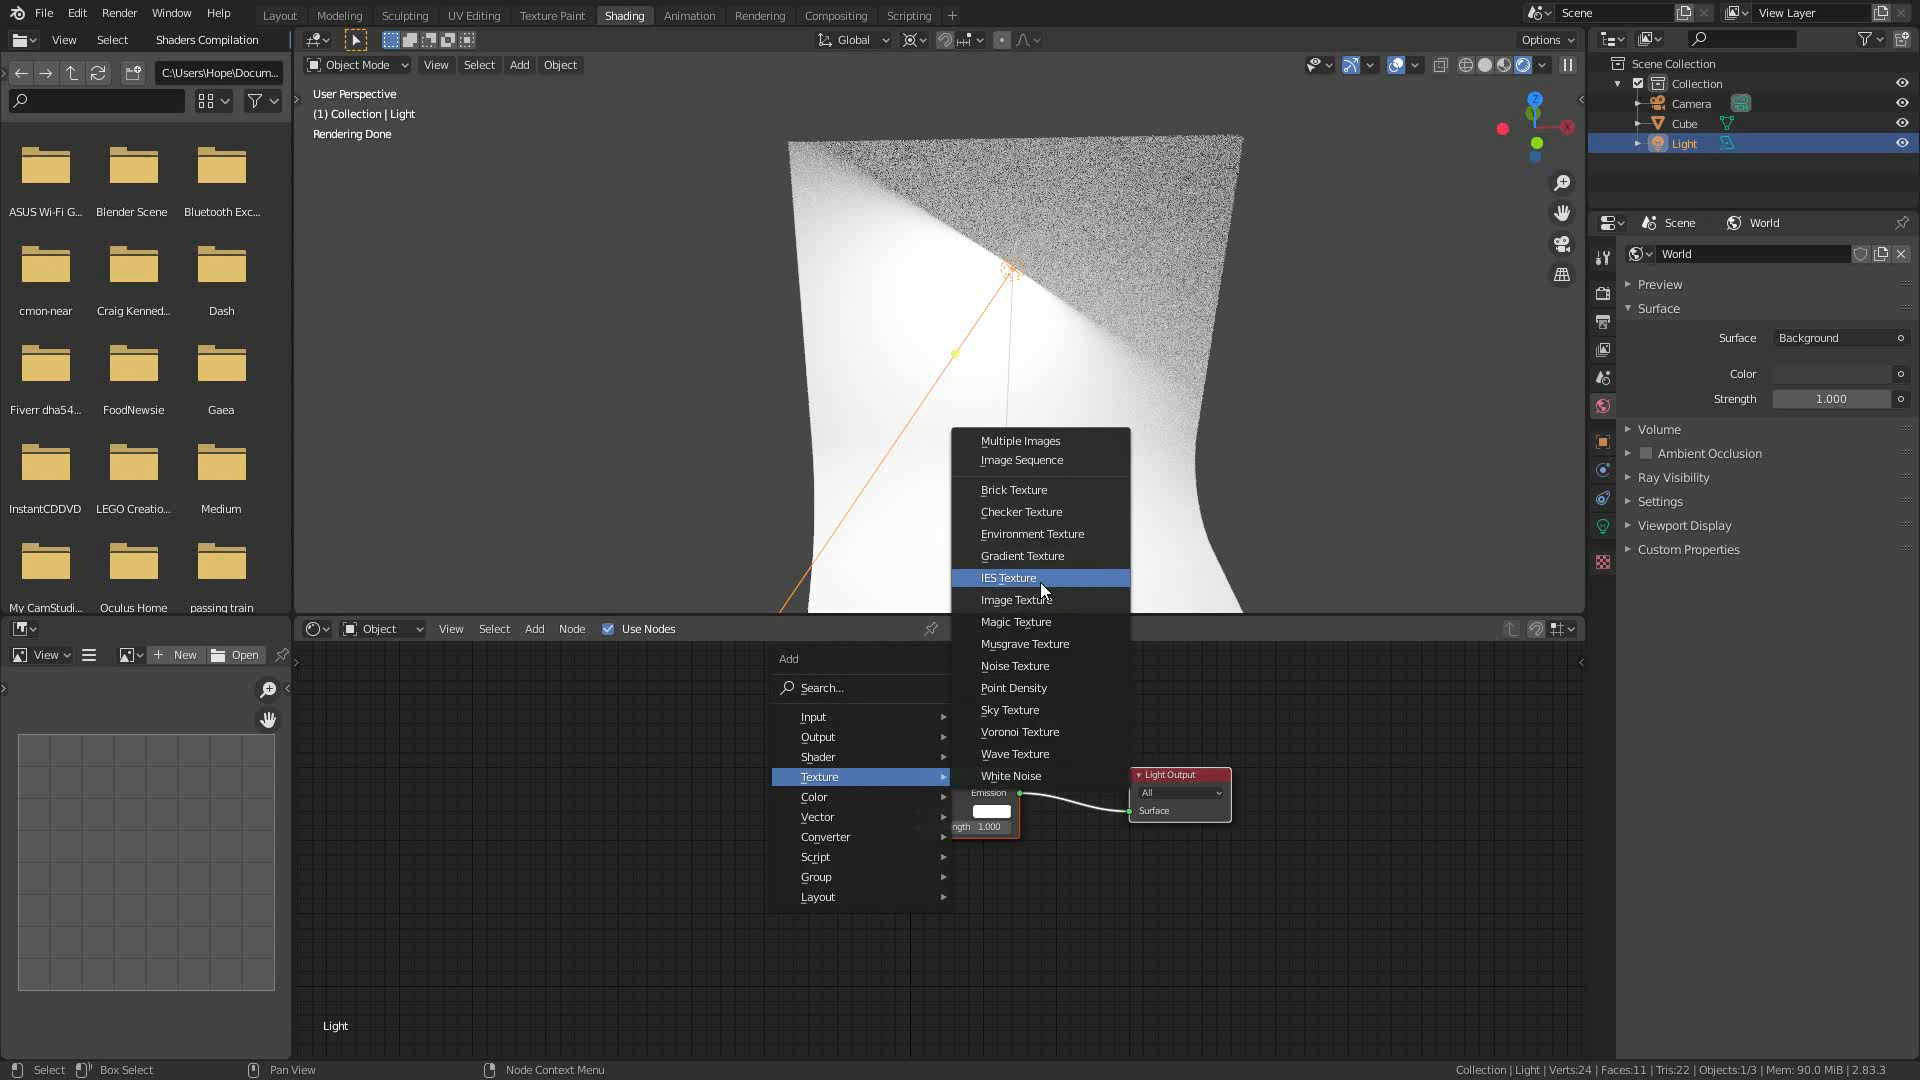 File Edit Render Window Help
Layout Modeling Sculpting UV Editing Texture Paint Shading Animation Rendering Compositing Scripting +
Scene
View Layer
View Select Shaders Compilation
Global
Options
C:\Users\Hope\Docum...
Object Mode View Select Add Object
User Perspective
(1) Collection | Light
Rendering Done
Z
X
ASUS Wi-Fi G... Blender Scene Bluetooth Exc...
cmon-near Craig Kenned... Dash
Fiverr dha54... FoodNewsie Gaea
InstantCDDVD LEGO Creatio... Medium
My CamStudi... Oculus Home passing train
Scene Collection
Collection
Camera
Cube
Light
Scene World
World
Preview
Surface
Surface Background
Color
Strength 1.000
Volume
Ambient Occlusion
Ray Visibility
Settings
Viewport Display
Custom Properties
Multiple Images
Image Sequence
Brick Texture
Checker Texture
Environment Texture
Gradient Texture
IES Texture
Image Texture
Magic Texture
Musgrave Texture
Noise Texture
Point Density
Sky Texture
Voronoi Texture
Wave Texture
White Noise
View + New Open
Object View Select Add Node Use Nodes
Add
Search...
Input
Output
Shader
Texture
Color
Vector
Converter
Script
Group
Layout
Emission
ngth 1.000
Light Output
All
Surface
Light
Select Box Select Pan View Node Context Menu
Collection | Light | Verts:24 | Faces:11 | Tris:22 | Objects:1/3 | Mem: 90.0 MiB | 2.83.3